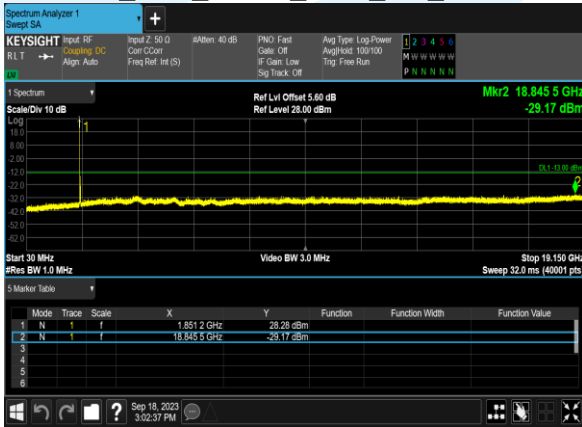 Spectrum Analyzer 1
Swept SA
+
KEYSIGHT
Input: RF
Input Z: 50 Ω
#Atten: 40 dB
PNO: Fast
Avg Type: Log-Power
1 2 3 4 5 6
R L T
Coupling: DC
Corr CCorr
Gate: Off
Avg|Hold: 100/100
M W W W W W
Align: Auto
Freq Ref: Int (S)
IF Gain: Low
Trig: Free Run
Sig Track: Off
P N N N N N
1 Spectrum
Scale/Div 10 dB
Ref Lvl Offset 5.60 dB
Ref Level 28.00 dBm
Mkr2 18.845 5 GHz
-29.17 dBm
Log
1
18.0
8.00
-2.00
-12.0
DL1 -13.00 dBm
-22.0
2
-32.0
-42.0
-52.0
-62.0
Start 30 MHz
Video BW 3.0 MHz
Stop 19.150 GHz
#Res BW 1.0 MHz
Sweep 32.0 ms (40001 pts
5 Marker Table
Mode Trace Scale X Y Function Function Width Function Value
1 N 1 f 1.851 2 GHz 28.28 dBm
2 N 1 f 18.845 5 GHz -29.17 dBm
3
4
5
6
?
Sep 18, 2023
3:02:37 PM